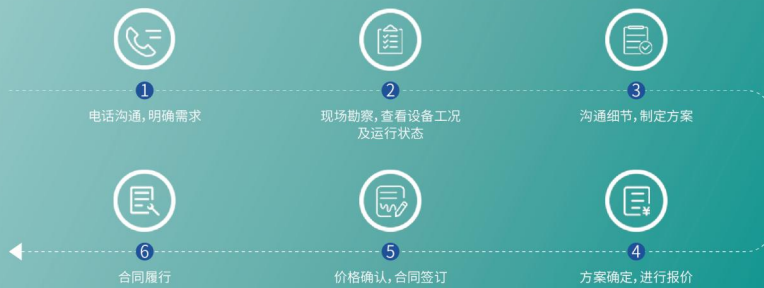 1
电话沟通,明确需求
2
现场勘察,查看设备工况
及运行状态
3
沟通细节,制定方案
4
方案确定,进行报价
¥
5
价格确认,合同签订
6
合同履行